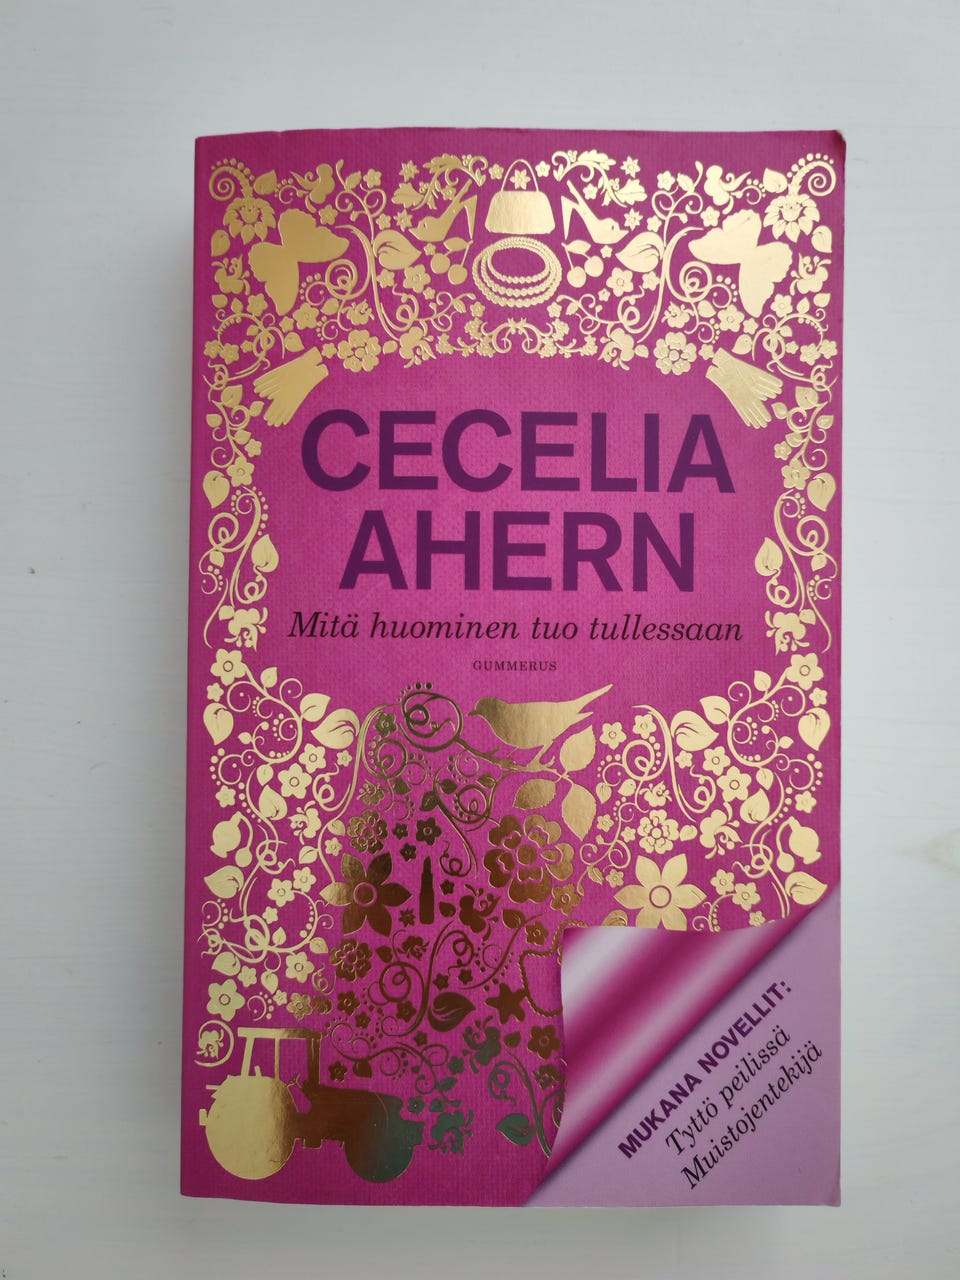 CECELIA
AHERN
Mitä huominen tuo tullessaan
GUMMERUS
MUKANA NOVELLIT:
Tyttö peilissä
Muistojentekijä